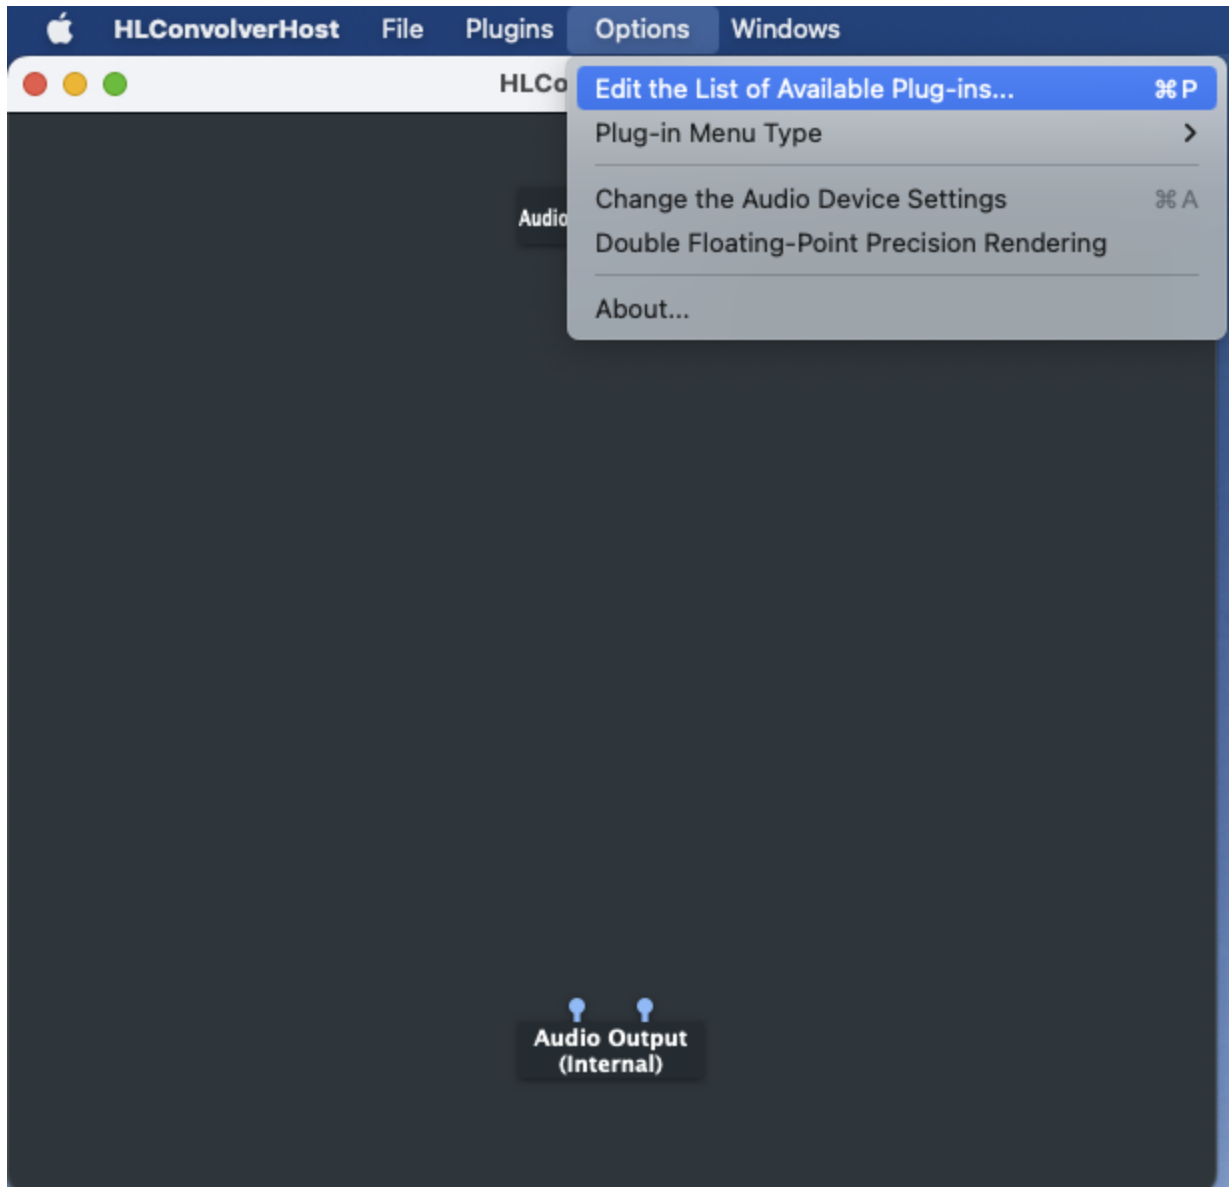 HLConvolverHost File Plugins Options Windows
HLCo
Edit the List of Available Plug-ins... ⌘P
Plug-in Menu Type
Change the Audio Device Settings ⌘A
Audio
Double Floating-Point Precision Rendering
About...
Audio Output
(Internal)